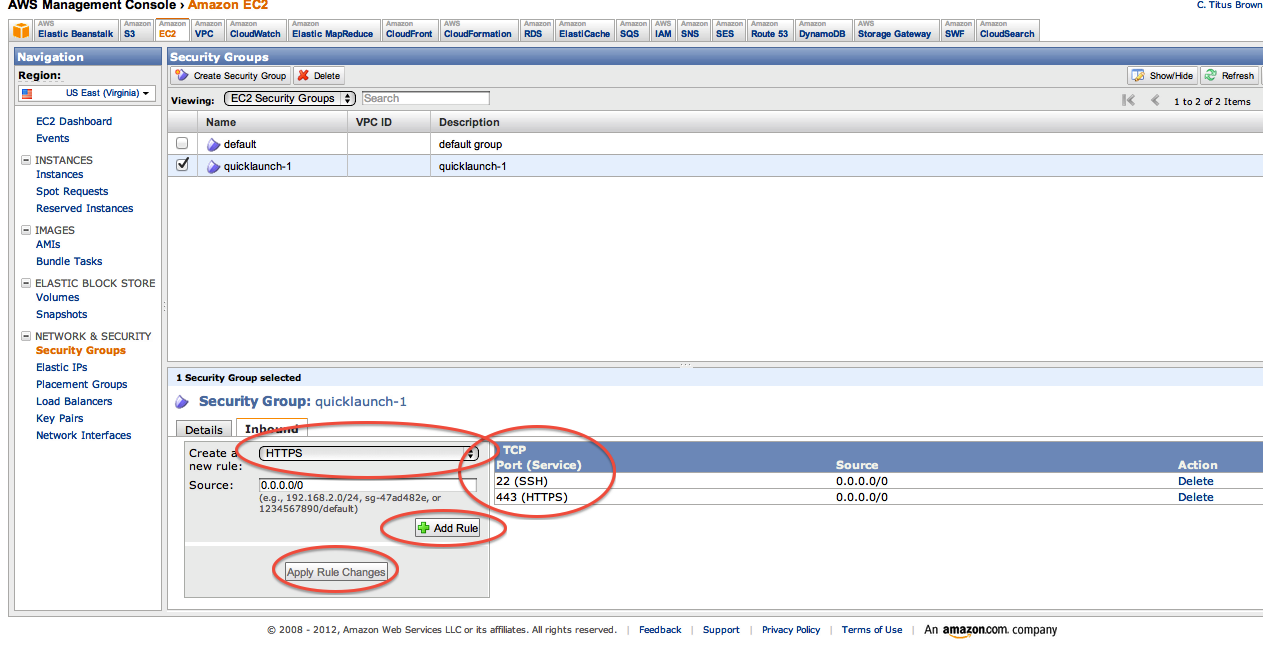 AWS Management Console › Amazon EC2
C. Titus Brown
AWS Elastic Beanstalk
Amazon S3
Amazon EC2
Amazon VPC
Amazon CloudWatch
Amazon Elastic MapReduce
Amazon CloudFront
Amazon CloudFormation
Amazon RDS
Amazon ElastiCache
Amazon SQS
AWS IAM
Amazon SNS
Amazon SES
Amazon Route 53
Amazon DynamoDB
AWS Storage Gateway
Amazon SWF
Amazon CloudSearch
Navigation
Region:
US East (Virginia)
EC2 Dashboard
Events
INSTANCES
Instances
Spot Requests
Reserved Instances
IMAGES
AMIs
Bundle Tasks
ELASTIC BLOCK STORE
Volumes
Snapshots
NETWORK & SECURITY
Security Groups
Elastic IPs
Placement Groups
Load Balancers
Key Pairs
Network Interfaces
Security Groups
Create Security Group Delete
Show/Hide Refresh
Viewing: EC2 Security Groups Search
1 to 2 of 2 Items
Name VPC ID Description
default default group
quicklaunch-1 quicklaunch-1
1 Security Group selected
Security Group: quicklaunch-1
Details Inbound
Create a new rule: HTTPS
Source: 0.0.0.0/0
(e.g., 192.168.2.0/24, sg-47ad482e, or
1234567890/default)
Add Rule
Apply Rule Changes
TCP
Port (Service) Source Action
22 (SSH) 0.0.0.0/0 Delete
443 (HTTPS) 0.0.0.0/0 Delete
© 2008 - 2012, Amazon Web Services LLC or its affiliates. All rights reserved. | Feedback | Support | Privacy Policy | Terms of Use | An amazon.com. company